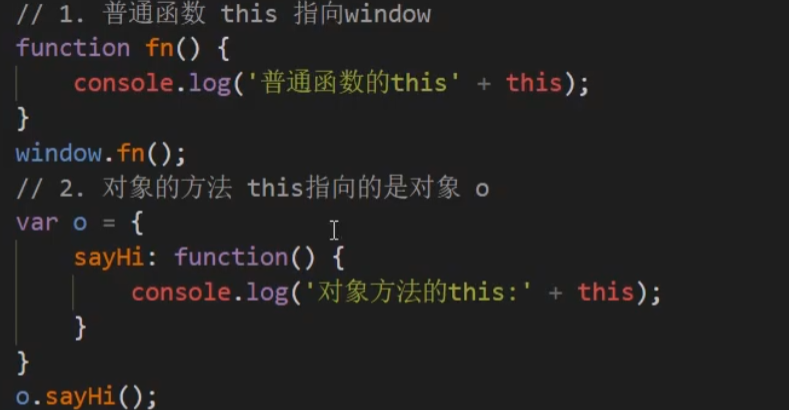 // 1. 普通函数 this 指向window
function fn() {
    console.log('普通函数的this' + this);
}
window.fn();
// 2. 对象的方法 this指向的是对象 o
var o = {
    sayHi: function() {
        console.log('对象方法的this:' + this);
    }
}
o.sayHi();